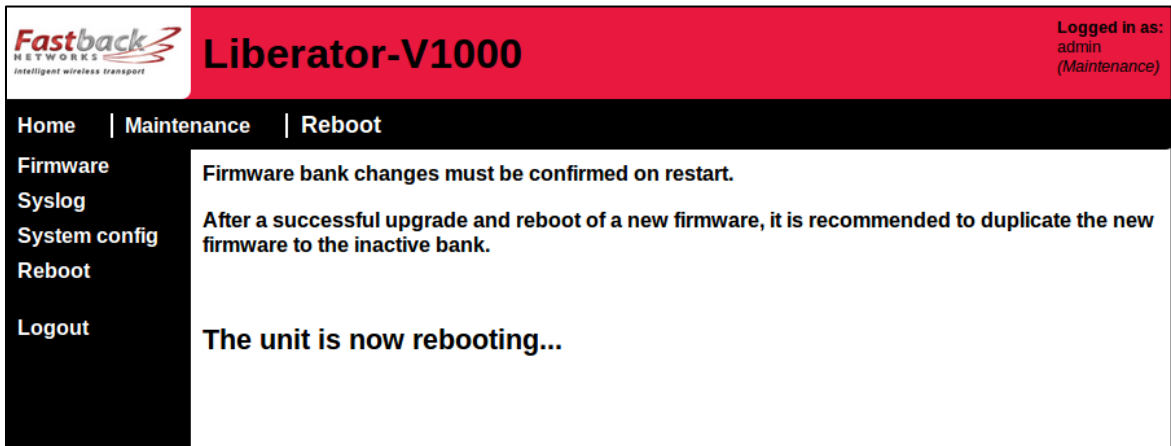 Fastback
NETWORKS
intelligent wireless transport
Liberator-V1000
Logged in as:
admin
(Maintenance)
Home | Maintenance | Reboot
Firmware
Syslog
System config
Reboot
Logout
Firmware bank changes must be confirmed on restart.
After a successful upgrade and reboot of a new firmware, it is recommended to duplicate the new
firmware to the inactive bank.
The unit is now rebooting...